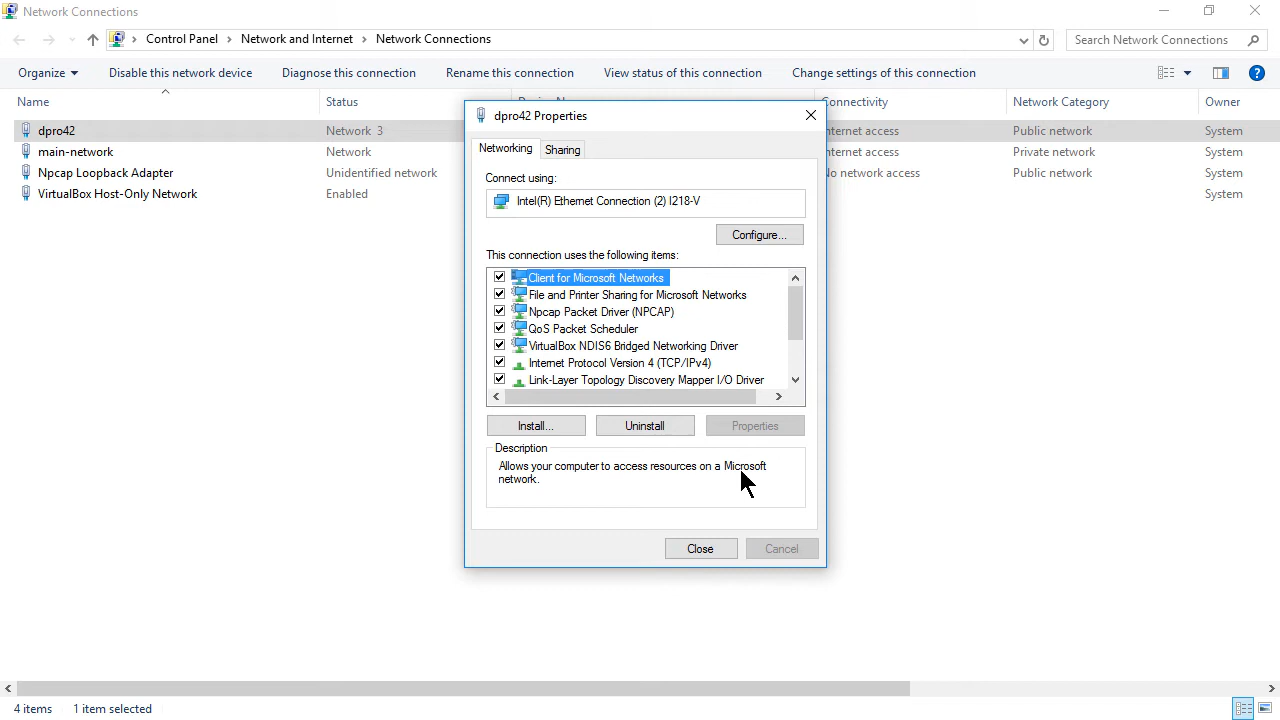 Network Connections
Control Panel Network and Internet Network Connections
Search Network Connections
Organize Disable this network device Diagnose this connection Rename this connection View status of this connection Change settings of this connection
Name Status Connectivity Network Category Owner
dpro42 Network 3 Internet access Public network System
main-network Network Internet access Private network System
Npcap Loopback Adapter Unidentified network No network access Public network System
VirtualBox Host-Only Network Enabled System
dpro42 Properties
Networking Sharing
Connect using:
Intel(R) Ethernet Connection (2) I218-V
Configure...
This connection uses the following items:
Client for Microsoft Networks
File and Printer Sharing for Microsoft Networks
Npcap Packet Driver (NPCAP)
QoS Packet Scheduler
VirtualBox NDIS6 Bridged Networking Driver
Internet Protocol Version 4 (TCP/IPv4)
Link-Layer Topology Discovery Mapper I/O Driver
Install... Uninstall Properties
Description
Allows your computer to access resources on a Microsoft
network.
Close Cancel
4 items 1 item selected